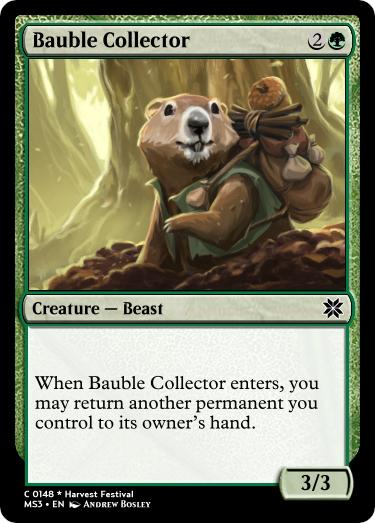 Bauble Collector 2
Creature — Beast
When Bauble Collector enters, you
may return another permanent you
control to its owner's hand.
3/3
C 0148 * Harvest Festival
MS3 • EN Andrew Bosley